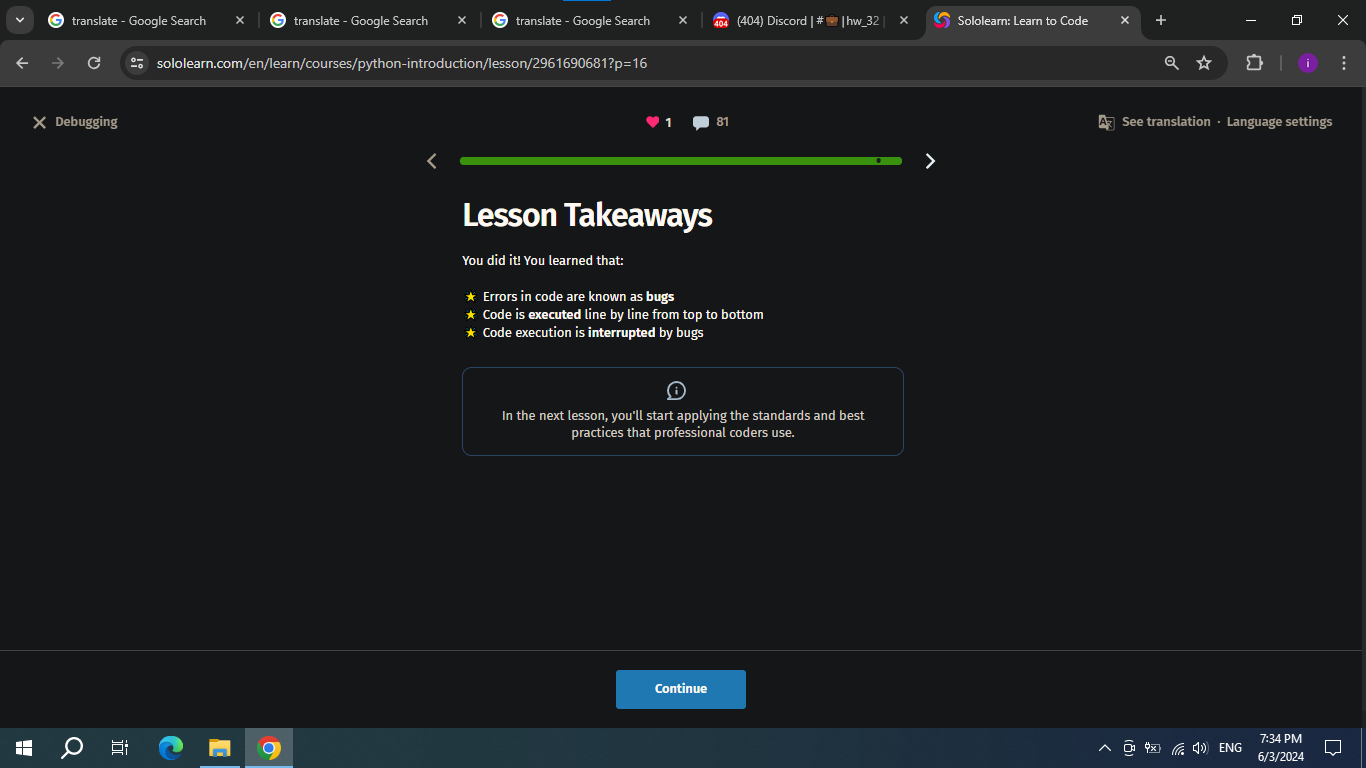 translate - Google Search
translate - Google Search
translate - Google Search
(404) Discord | #💼|hw_32 |
Sololearn: Learn to Code
sololearn.com/en/learn/courses/python-introduction/lesson/2961690681?p=16
i
Debugging
1
81
See translation · Language settings
Lesson Takeaways
You did it! You learned that:
Errors in code are known as bugs
Code is executed line by line from top to bottom
Code execution is interrupted by bugs
In the next lesson, you'll start applying the standards and best
practices that professional coders use.
Continue
ENG
7:34 PM
6/3/2024